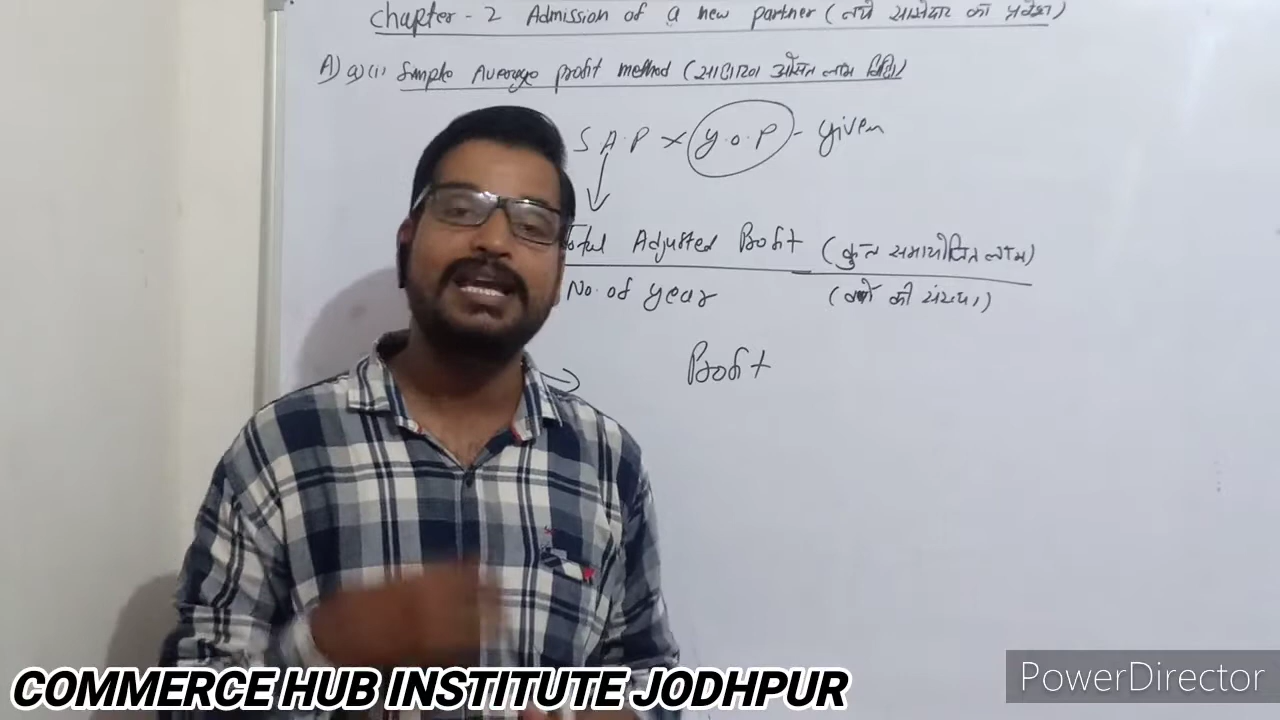 Chapter - 2 Admission of a new partner (नये साझेदार का प्रवेश)
A) a) (i) Simple Average profit method (साधारण औसत लाभ विधि)
S.A.P × y.o.P - given
Total Adjusted Profit (कुल समायोजित लाभ)
No. of year (वर्षो की संख्या)
Profit
COMMERCE HUB INSTITUTE JODHPUR
PowerDirector